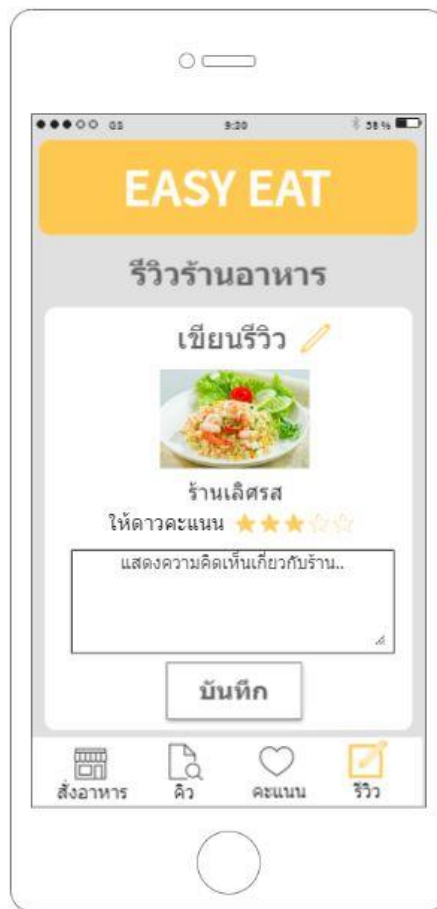 GS 9:30 58 %
EASY EAT
รีวิวร้านอาหาร
เขียนรีวิว
ร้านเลิศรส
ให้ดาวคะแนน
แสดงความคิดเห็นเกี่ยวกับร้าน..
บันทึก
สั่งอาหาร คิว คะแนน รีวิว